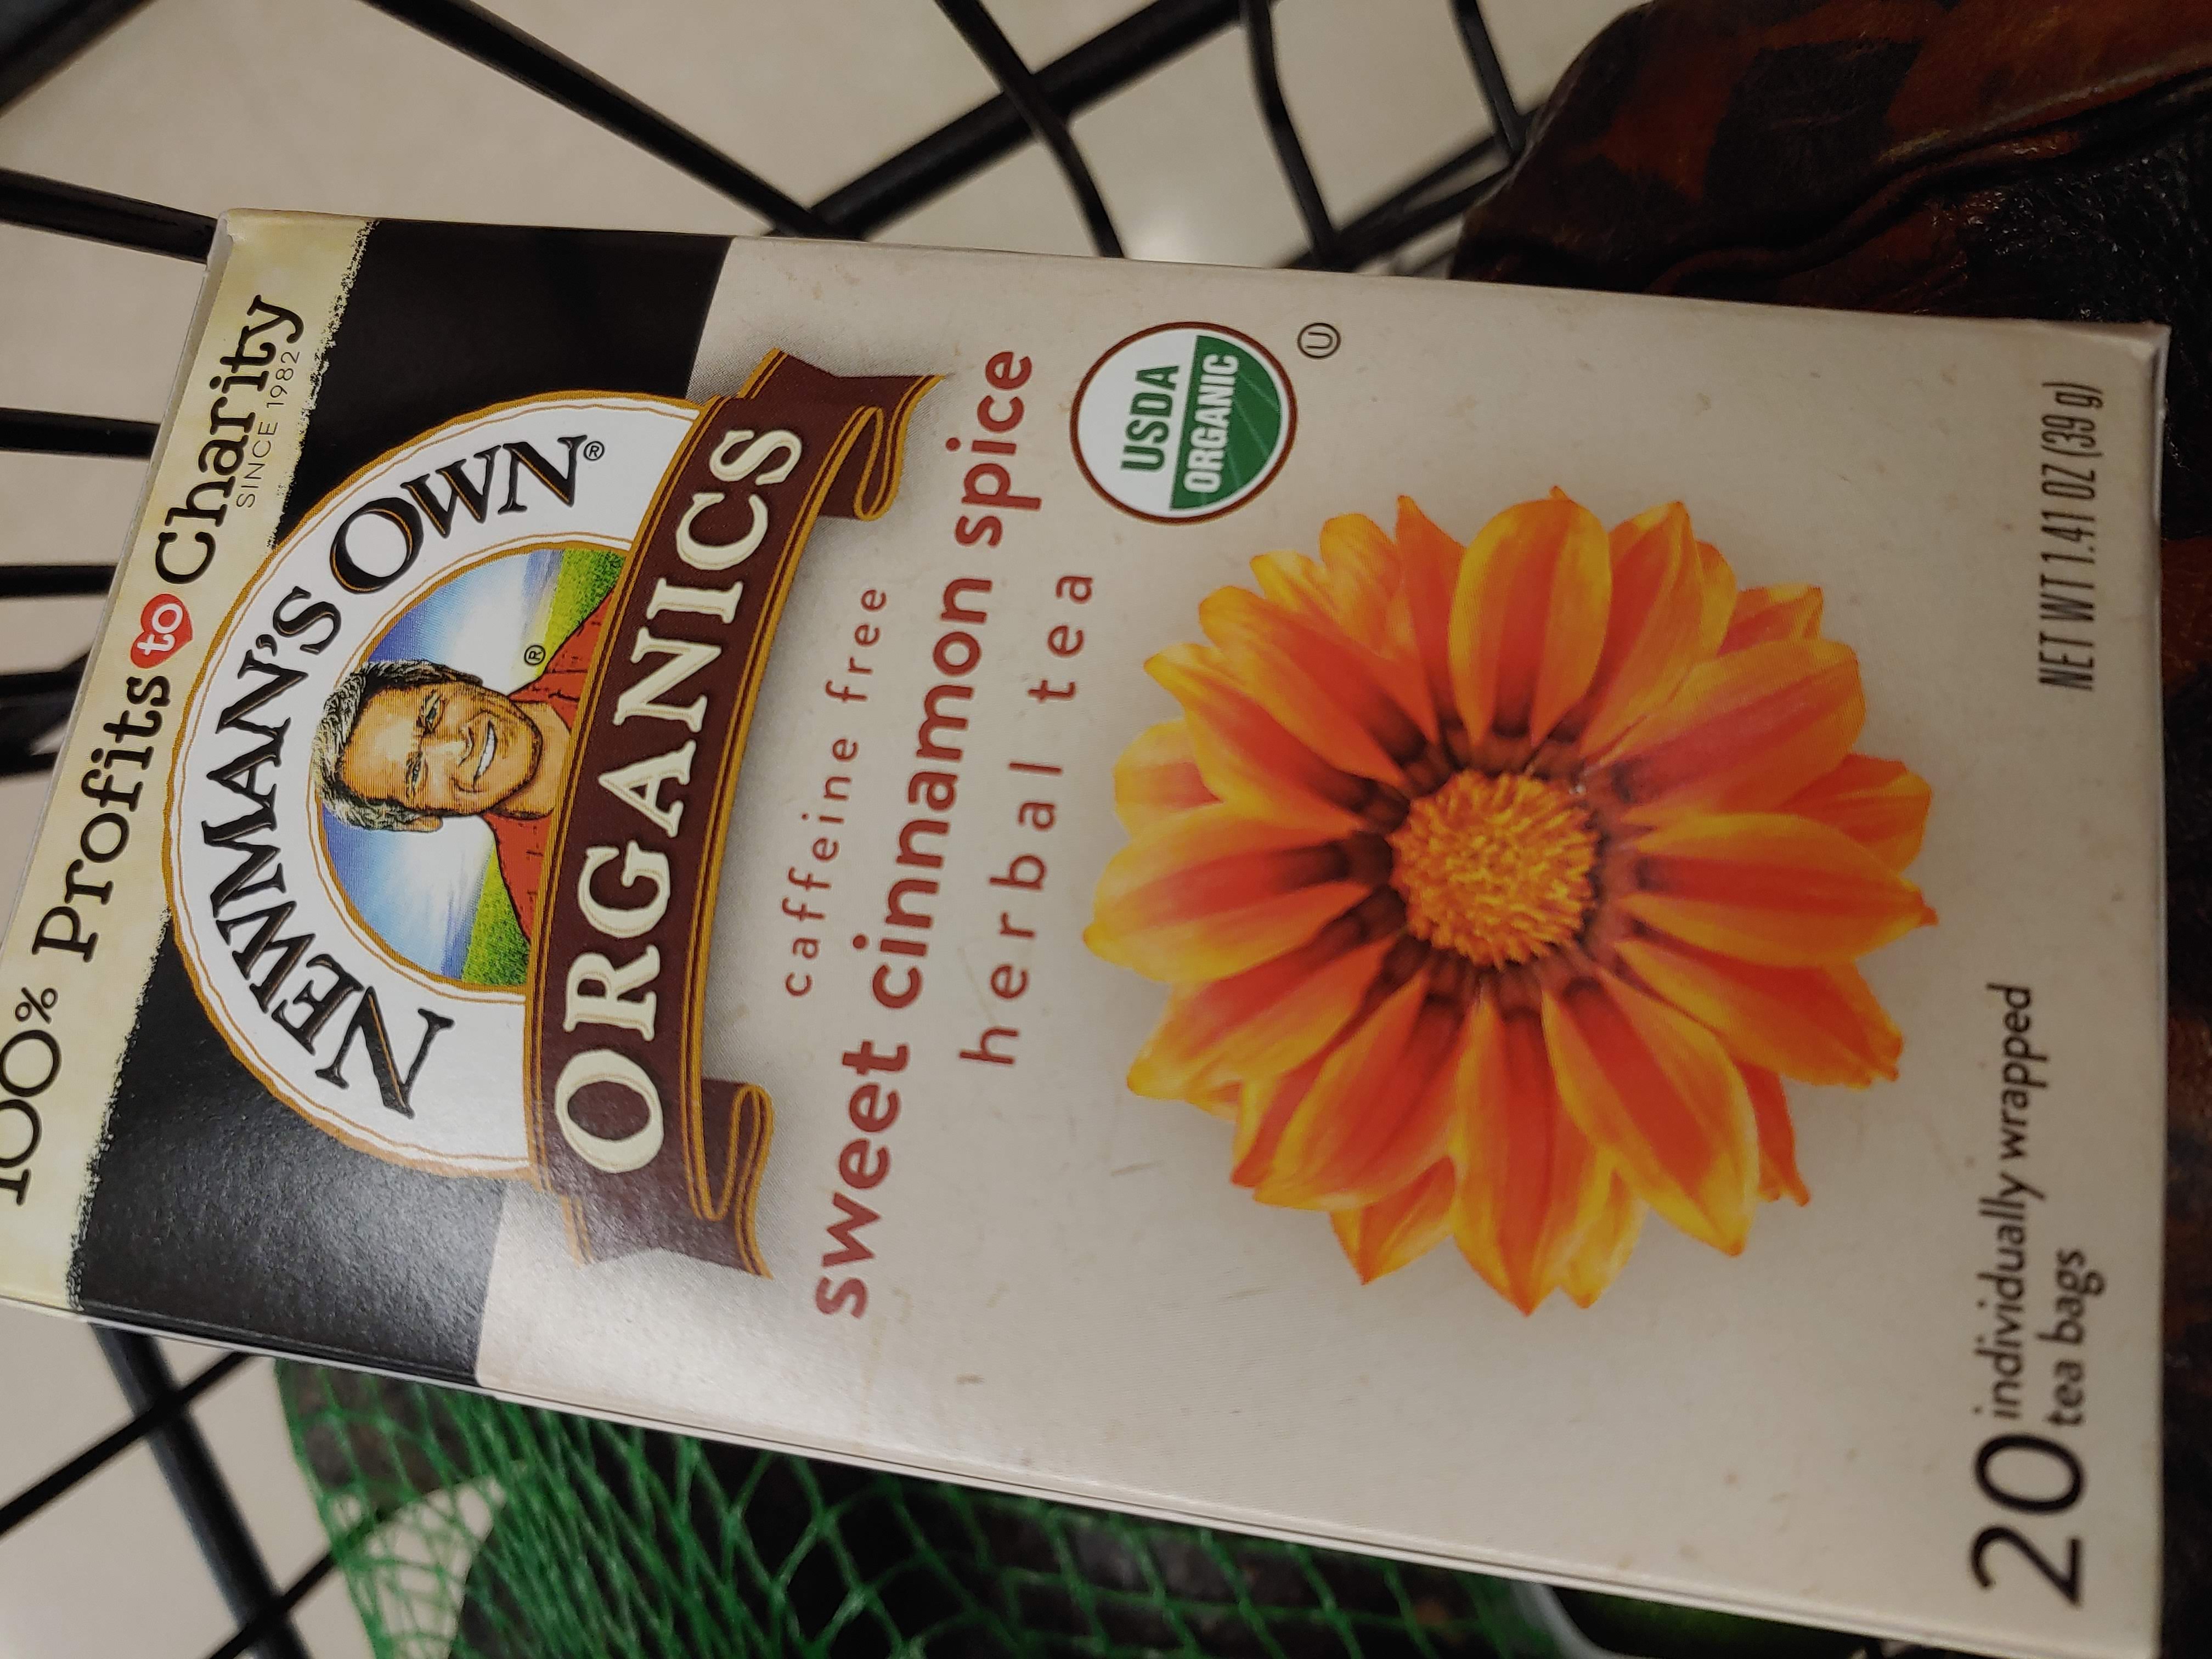 100% Profits to Charity
SINCE 1982
NEWMAN'S OWN®
®
ORGANICS
caffeine free
sweet cinnamon spice
herbal tea
USDA
ORGANIC
Ⓤ
20 individually wrapped
tea bags
NET WT 1.41 OZ (39 g)